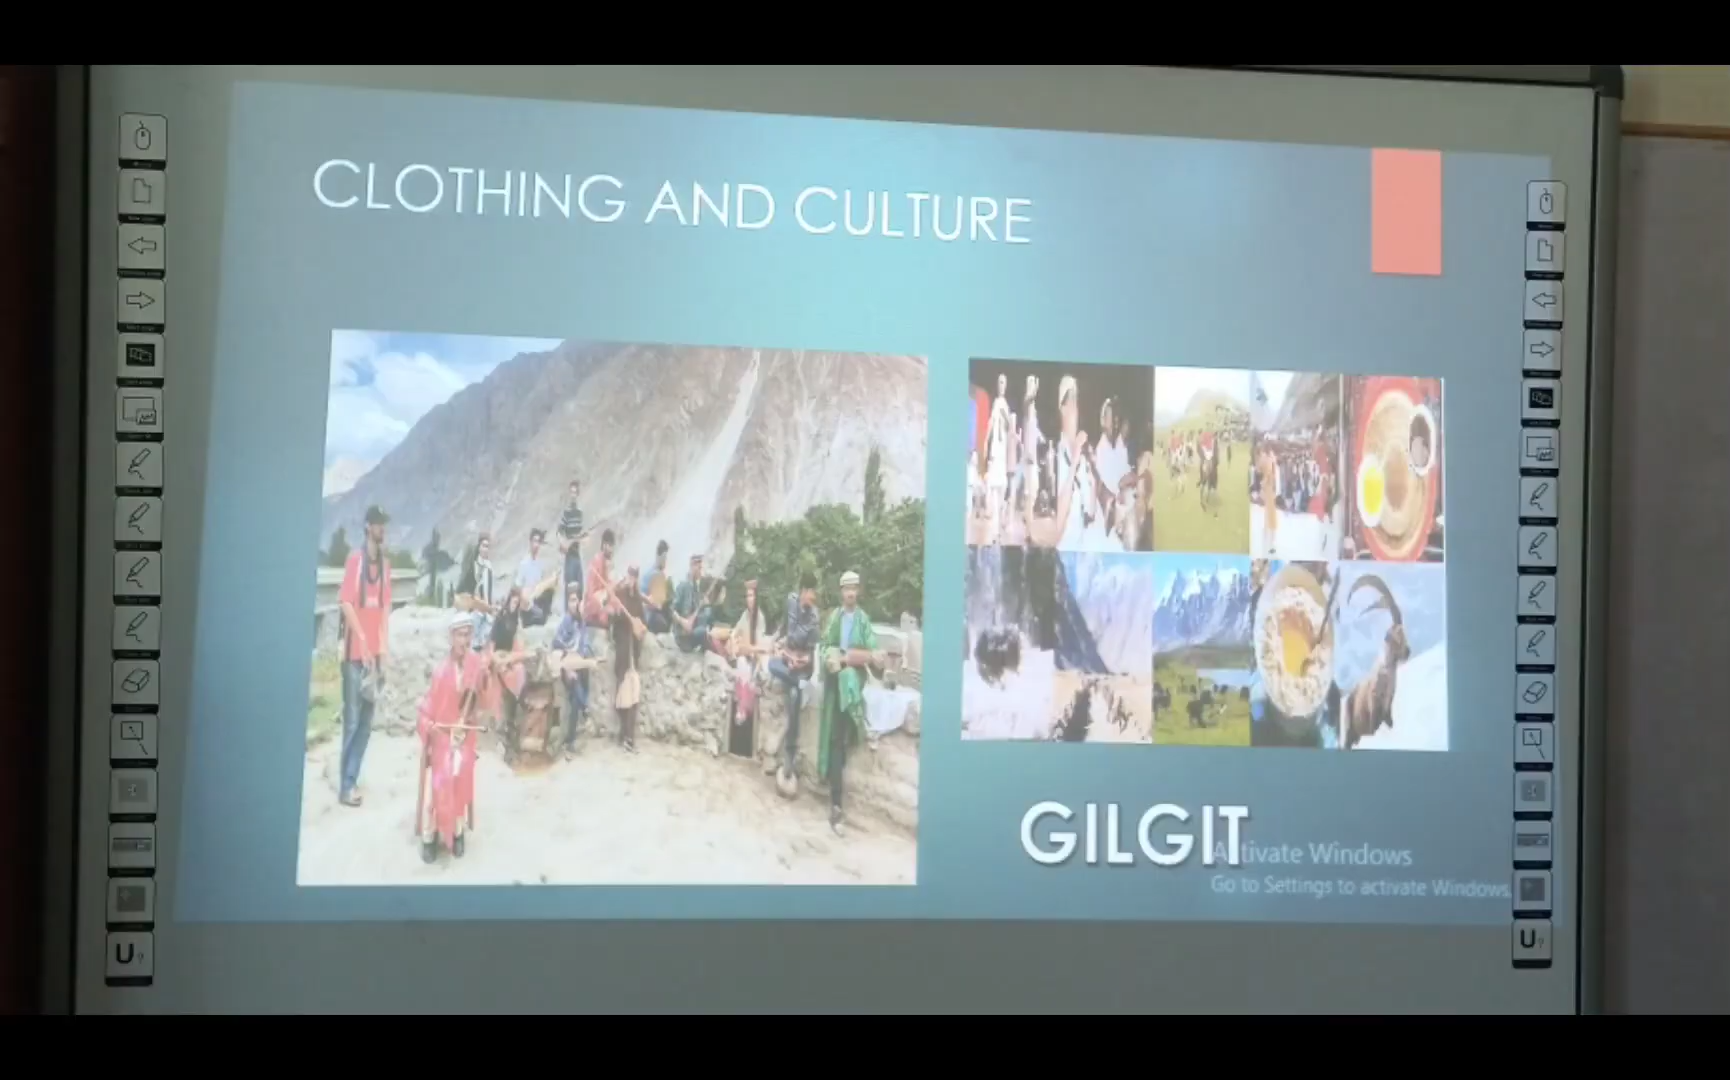 CLOTHING AND CULTURE
GILGIT
Activate Windows
Go to Settings to activate Windows.
U?
U?